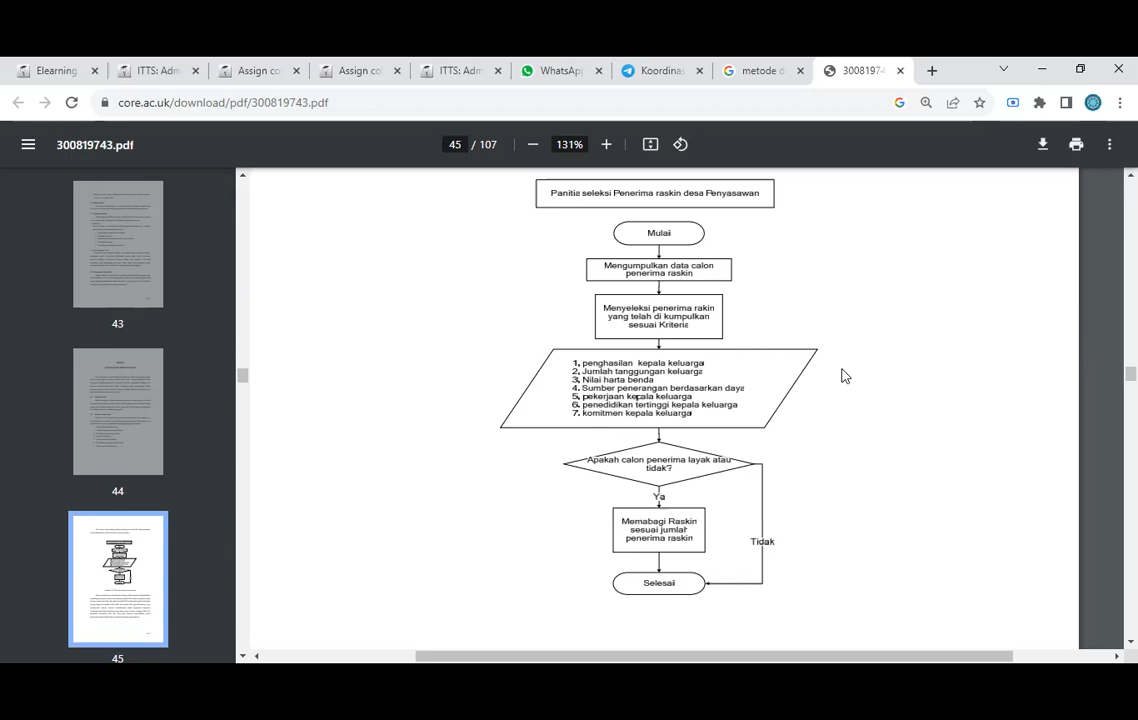 Elearning
ITTS: Adm
Assign co
Assign co
ITTS: Adm
WhatsApp
Koordina
metode d
30081974
core.ac.uk/download/pdf/300819743.pdf
300819743.pdf
45 / 107
131%
43
44
45
Panitia seleksi Penerima raskin desa Penyasawan
Mulai
Mengumpulkan data calon
penerima raskin
Menyeleksi penerima rakin
yang telah di kumpulkan
sesuai Kriteria
1. penghasilan kepala keluarga
2. Jumlah tanggungan keluarga
3. Nilai harta benda
4. Sumber penerangan berdasarkan daya
5. pekerjaan kepala keluarga
6. penedidikan tertinggi kepala keluarga
7. komitmen kepala keluarga
Apakah calon penerima layak atau
tidak?
Ya
Memabagi Raskin
sesuai jumlah
penerima raskin
Tidak
Selesai